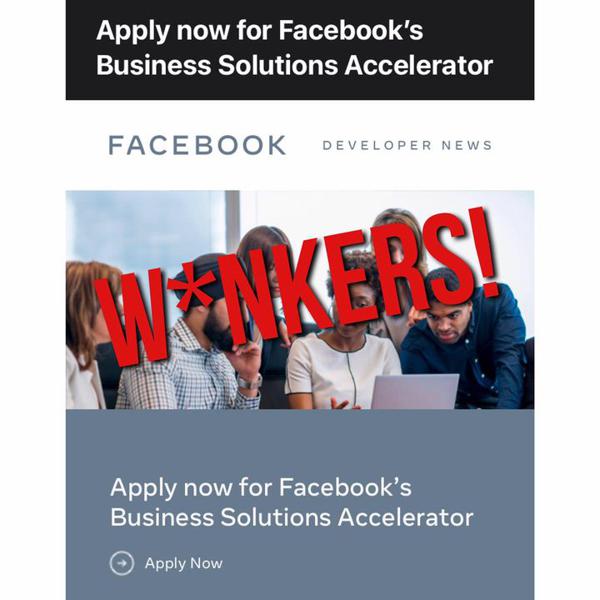 Apply now for Facebook’s
Business Solutions Accelerator
FACEBOOK DEVELOPER NEWS
W*NKERS!
Apply now for Facebook’s
Business Solutions Accelerator
Apply Now